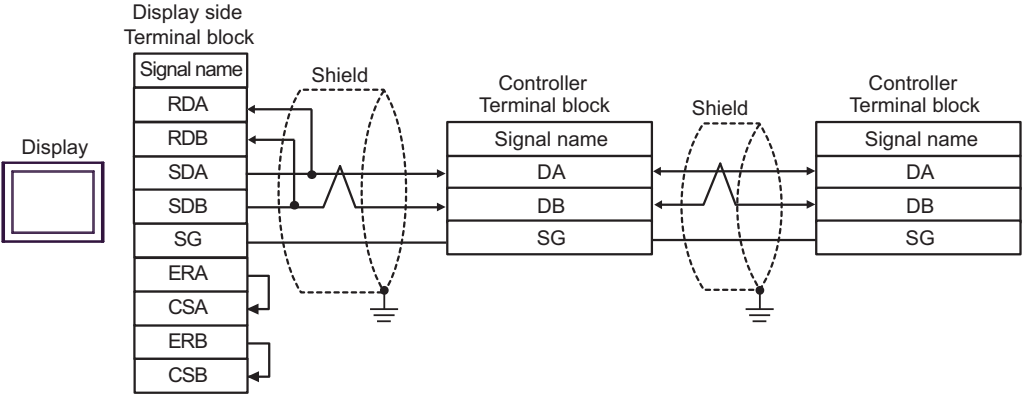 Display side
Terminal block
Signal name
RDA
RDB
SDA
SDB
SG
ERA
CSA
ERB
CSB
Display
Shield
Controller
Terminal block
Signal name
DA
DB
SG
Shield
Controller
Terminal block
Signal name
DA
DB
SG